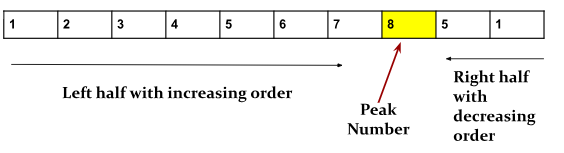 1 2 3 4 5 6 7 8 5 1
Left half with increasing order
Peak
Number
Right half
with
decreasing
order